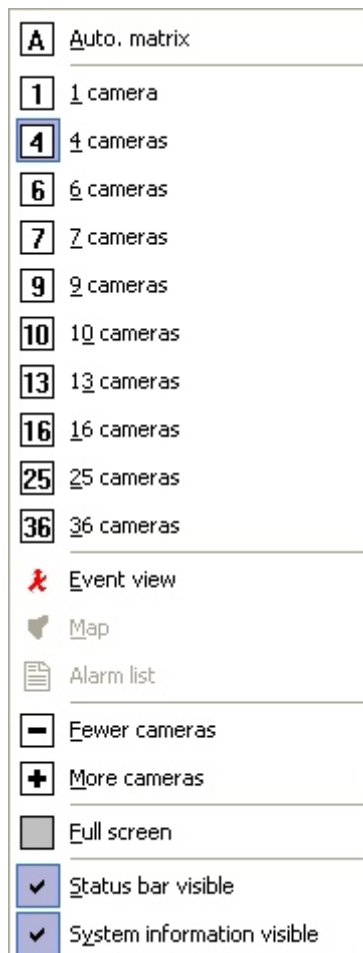 A Auto. matrix
1 1 camera
4 4 cameras
6 6 cameras
7 7 cameras
9 9 cameras
10 10 cameras
13 13 cameras
16 16 cameras
25 25 cameras
36 36 cameras
Event view
Map
Alarm list
Fewer cameras
More cameras
Full screen
Status bar visible
System information visible